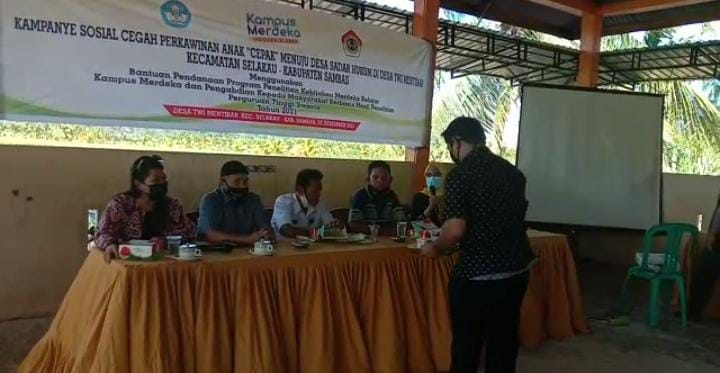 Kampus
Merdeka
INDONESIA JAYA
KAMPANYE SOSIAL CEGAH PERKAWINAN ANAK "CEPAK" MENUJU DESA SADAR HUKUM DI DESA TWI MENTIBAR
KECAMATAN SELAKAU - KABUPATEN SAMBAS
Menggunakan
Bantuan Pendanaan Program Penelitian Kebijakan Merdeka Belajar
Kampus Merdeka dan Pengabdian Kepada Masyarakat Berbasis Hasil Penelitian
Perguruan Tinggi Swasta
Tahun 2021
DESA TWI MENTIBAR KEC. SELAKAU - KAB. SAMBAS, DESEMBER 2021